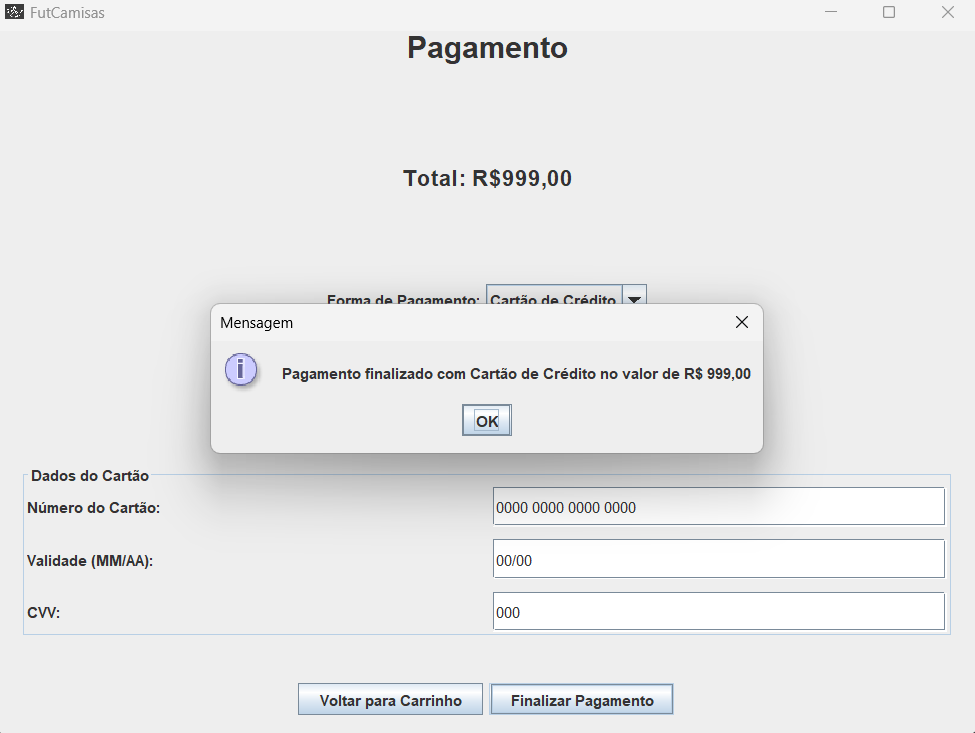 FutCamisas
Pagamento
Total: R$999,00
Forma de Pagamento: Cartão de Crédito
Mensagem
Pagamento finalizado com Cartão de Crédito no valor de R$ 999,00
OK
Dados do Cartão
Número do Cartão: 0000 0000 0000 0000
Validade (MM/AA): 00/00
CVV: 000
Voltar para Carrinho Finalizar Pagamento